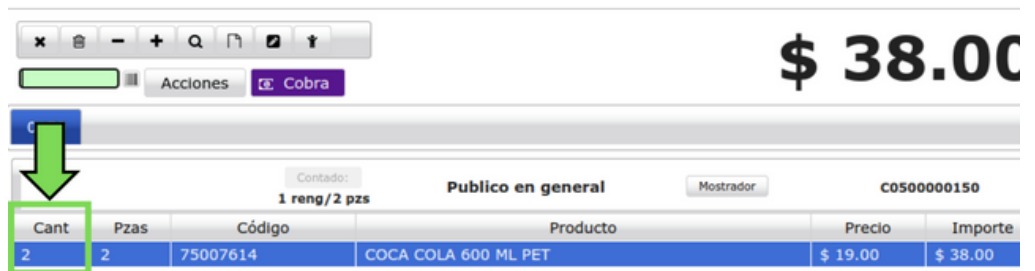 $ 38.00
Acciones Cobra
Contado:
1 reng/2 pzs
Publico en general
Mostrador
C0500000150
Cant Pzas Código Producto Precio Importe
2 2 75007614 COCA COLA 600 ML PET $ 19.00 $ 38.00